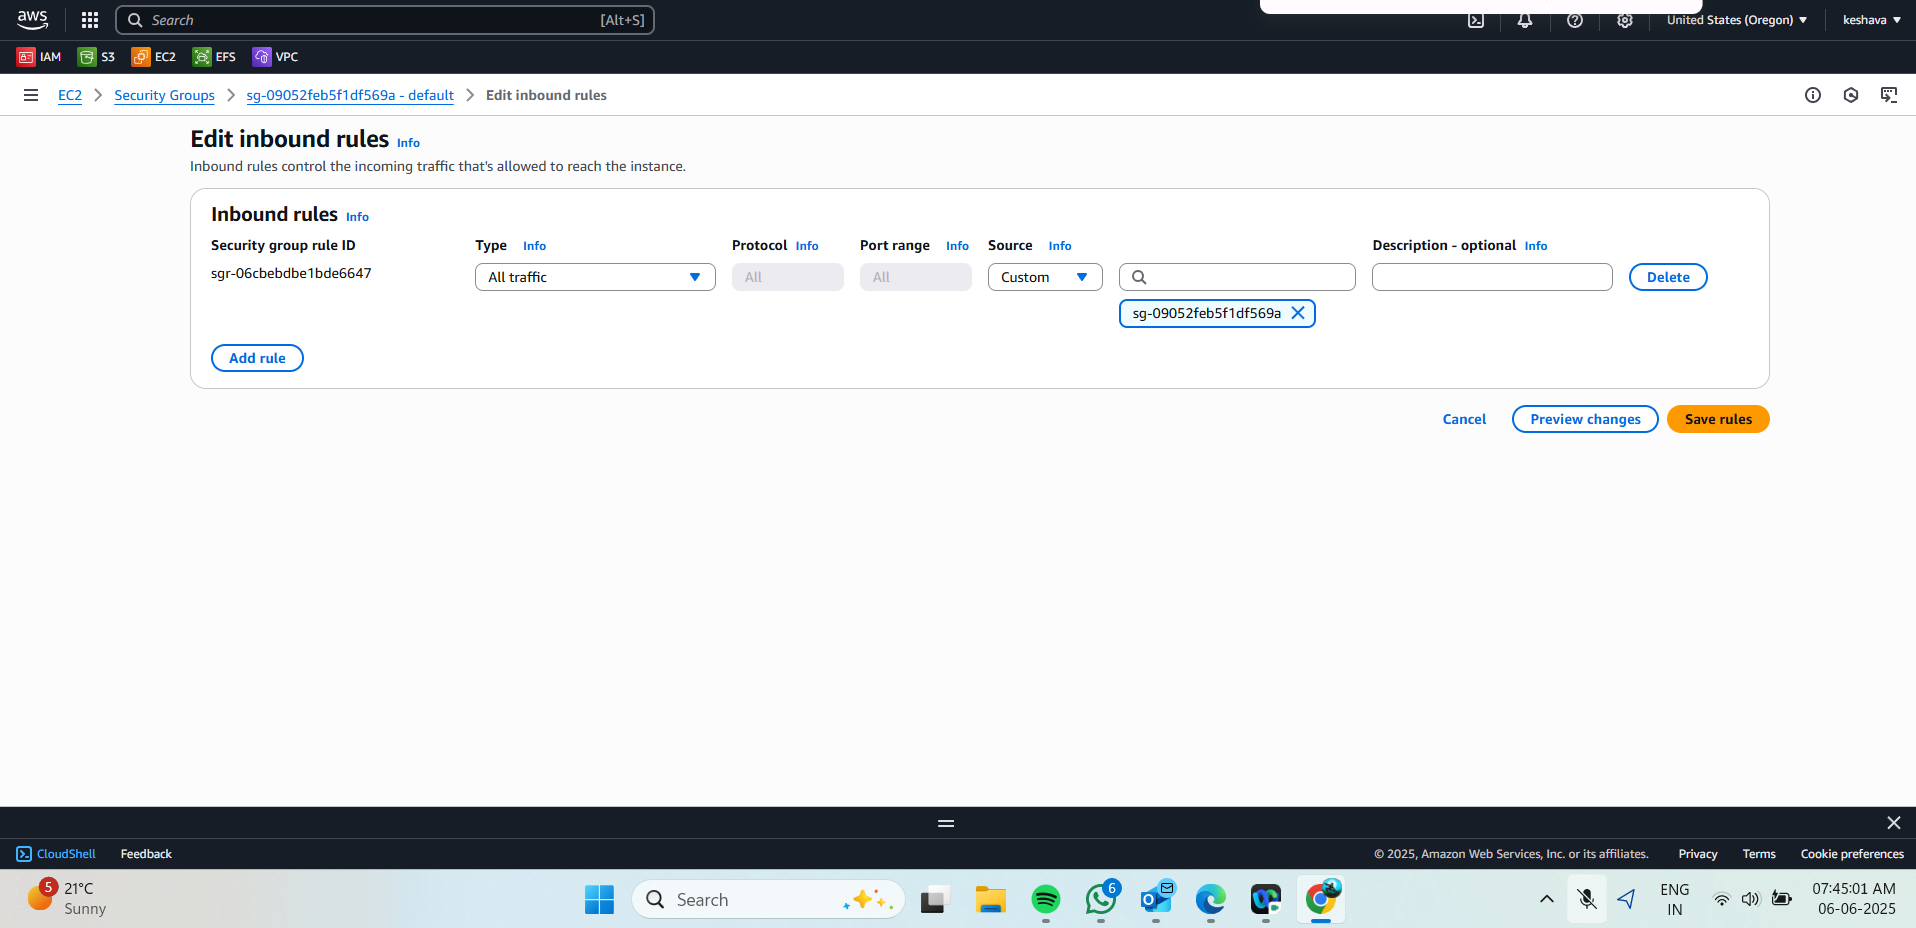 aws
Search [Alt+S]
United States (Oregon)
keshava
IAM S3 EC2 EFS VPC
EC2 Security Groups sg-09052feb5f1df569a - default Edit inbound rules
Edit inbound rules Info
Inbound rules control the incoming traffic that's allowed to reach the instance.
Inbound rules Info
Security group rule ID Type Info Protocol Info Port range Info Source Info Description - optional Info
sgr-06cbebdbe1bde6647 All traffic All All Custom Delete
sg-09052feb5f1df569a
Add rule
Cancel Preview changes Save rules
CloudShell Feedback © 2025, Amazon Web Services, Inc. or its affiliates. Privacy Terms Cookie preferences
5 21°C
Sunny
Search
6
ENG
IN
07:45:01 AM
06-06-2025